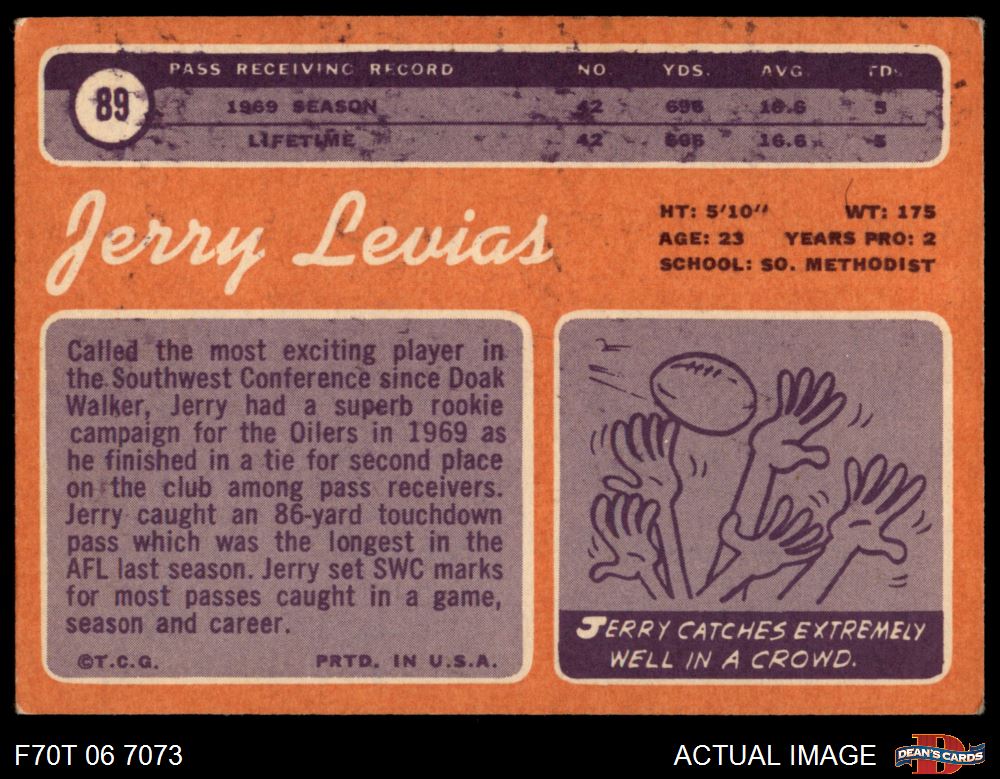 PASS RECEIVING RECORD NO. YDS. AVG. TDS.
89
1969 SEASON 42 696 16.6 5
LIFETIME 42 696 16.6 5
Jerry Levias
HT: 5'10" WT: 175
AGE: 23 YEARS PRO: 2
SCHOOL: SO. METHODIST
Called the most exciting player in
the Southwest Conference since Doak
Walker, Jerry had a superb rookie
campaign for the Oilers in 1969 as
he finished in a tie for second place
on the club among pass receivers.
Jerry caught an 86-yard touchdown
pass which was the longest in the
AFL last season. Jerry set SWC marks
for most passes caught in a game,
season and career.
©T.C.G. PRTD. IN U.S.A.
JERRY CATCHES EXTREMELY
WELL IN A CROWD.
F70T 06 7073 ACTUAL IMAGE
D
DEAN'S CARDS